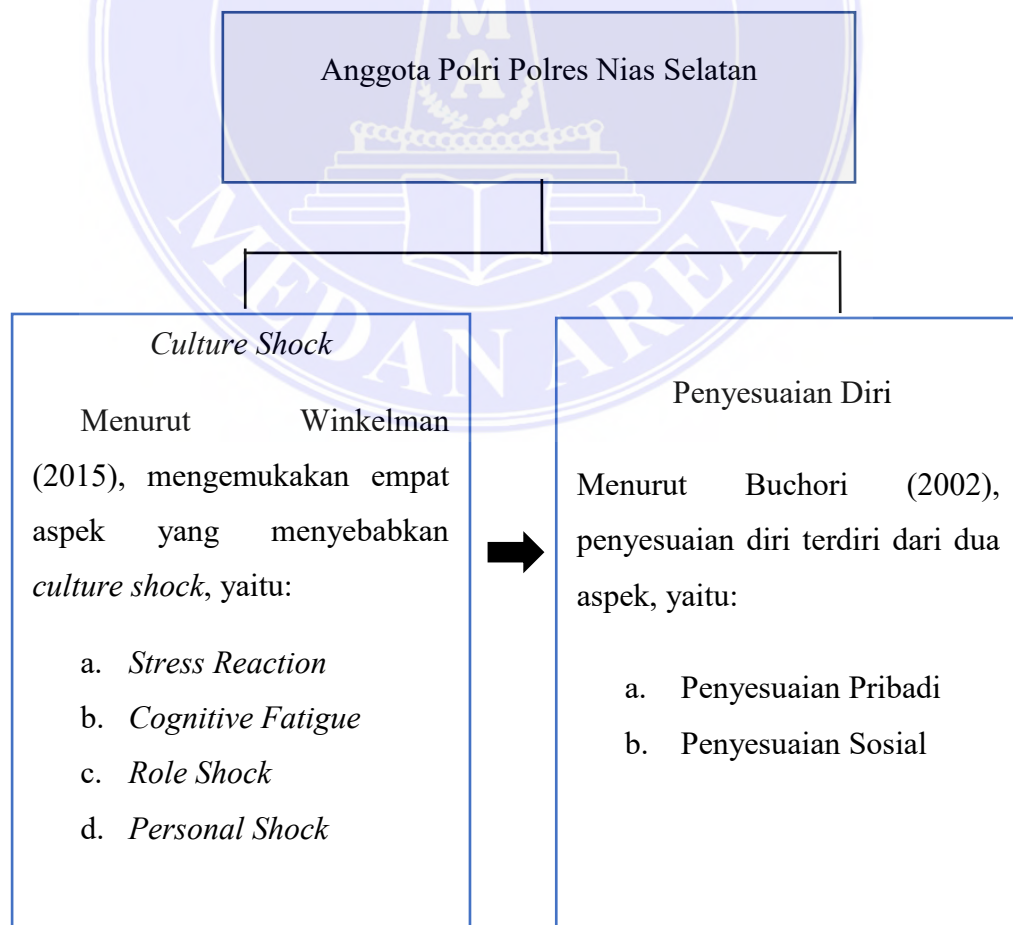 Anggota Polri Polres Nias Selatan
Culture Shock
Menurut Winkelman
(2015), mengemukakan empat
aspek yang menyebabkan
culture shock, yaitu:
a. Stress Reaction
b. Cognitive Fatigue
c. Role Shock
d. Personal Shock
Penyesuaian Diri
Menurut Buchori (2002),
penyesuaian diri terdiri dari dua
aspek, yaitu:
a. Penyesuaian Pribadi
b. Penyesuaian Sosial
M
A
MEDAN AREA